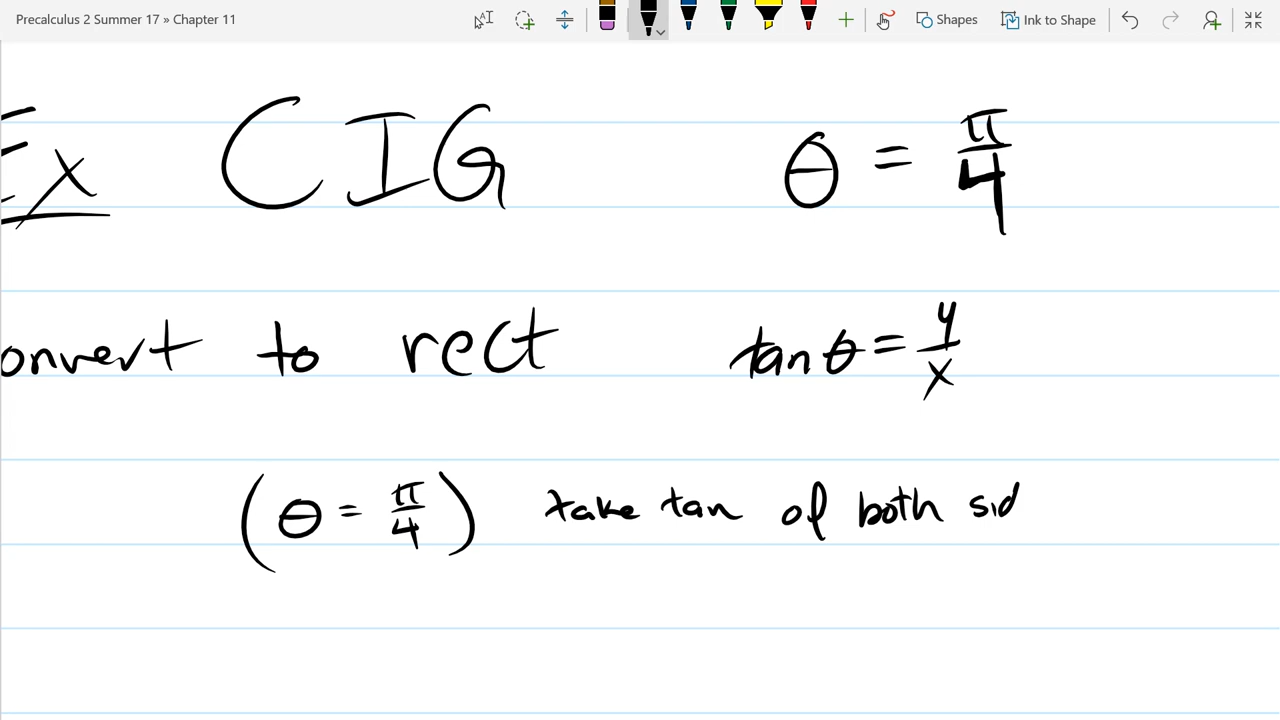 Precalculus 2 Summer 17 » Chapter 11
Shapes
Ink to Shape
Ex CIG θ = π/4
onvert to rect tan θ = y/x
(θ = π/4) take tan of both sid